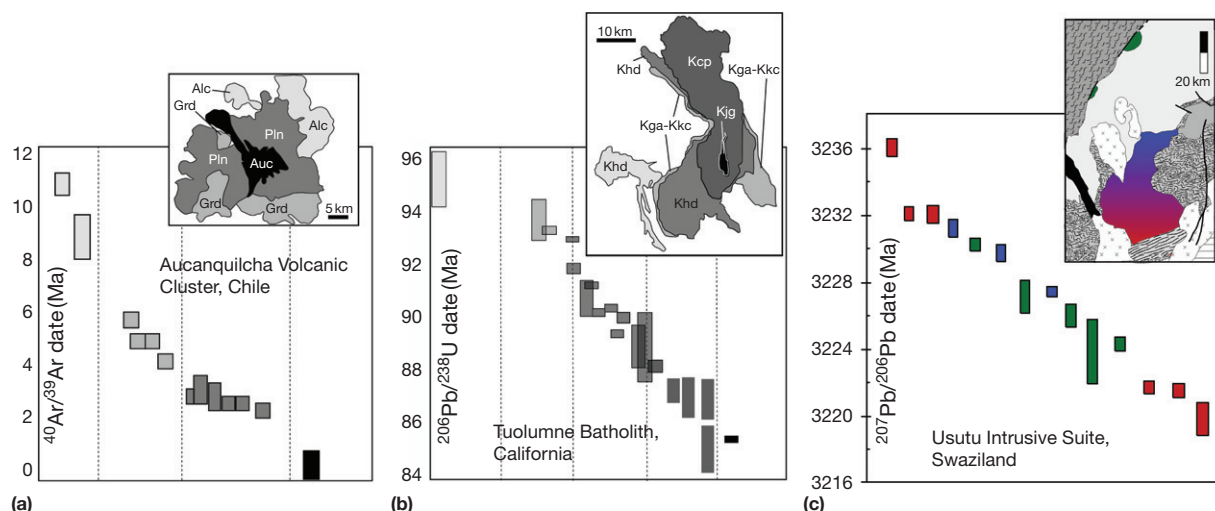 Alc
Grd
Pln
Alc
Pln
Auc
Grd
Grd
5 km
12
10
8
6
4
2
0
40Ar/39Ar date (Ma)
Aucanquilcha Volcanic
Cluster, Chile
(a)
10 km
Khd
Kcp
Kga-Kkc
Kjg
Kga-Kkc
Khd
Khd
96
94
92
90
88
86
84
206Pb/238U date (Ma)
Tuolumne Batholith,
California
(b)
20 km
3236
3232
3228
3224
3220
3216
207Pb/206Pb date (Ma)
Usutu Intrusive Suite,
Swaziland
(c)